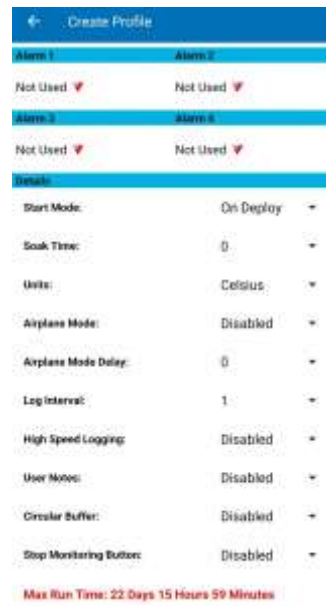 Create Profile
Alarm 1 Alarm 2
Not Used Not Used
Alarm 3 Alarm 4
Not Used Not Used
Details
Start Mode: On Deploy
Soak Time: 0
Units: Celsius
Airplane Mode: Disabled
Airplane Mode Delay: 0
Log Interval: 1
High Speed Logging: Disabled
User Notes: Disabled
Circular Buffer: Disabled
Stop Monitoring Button: Disabled
Max Run Time: 22 Days 15 Hours 59 Minutes